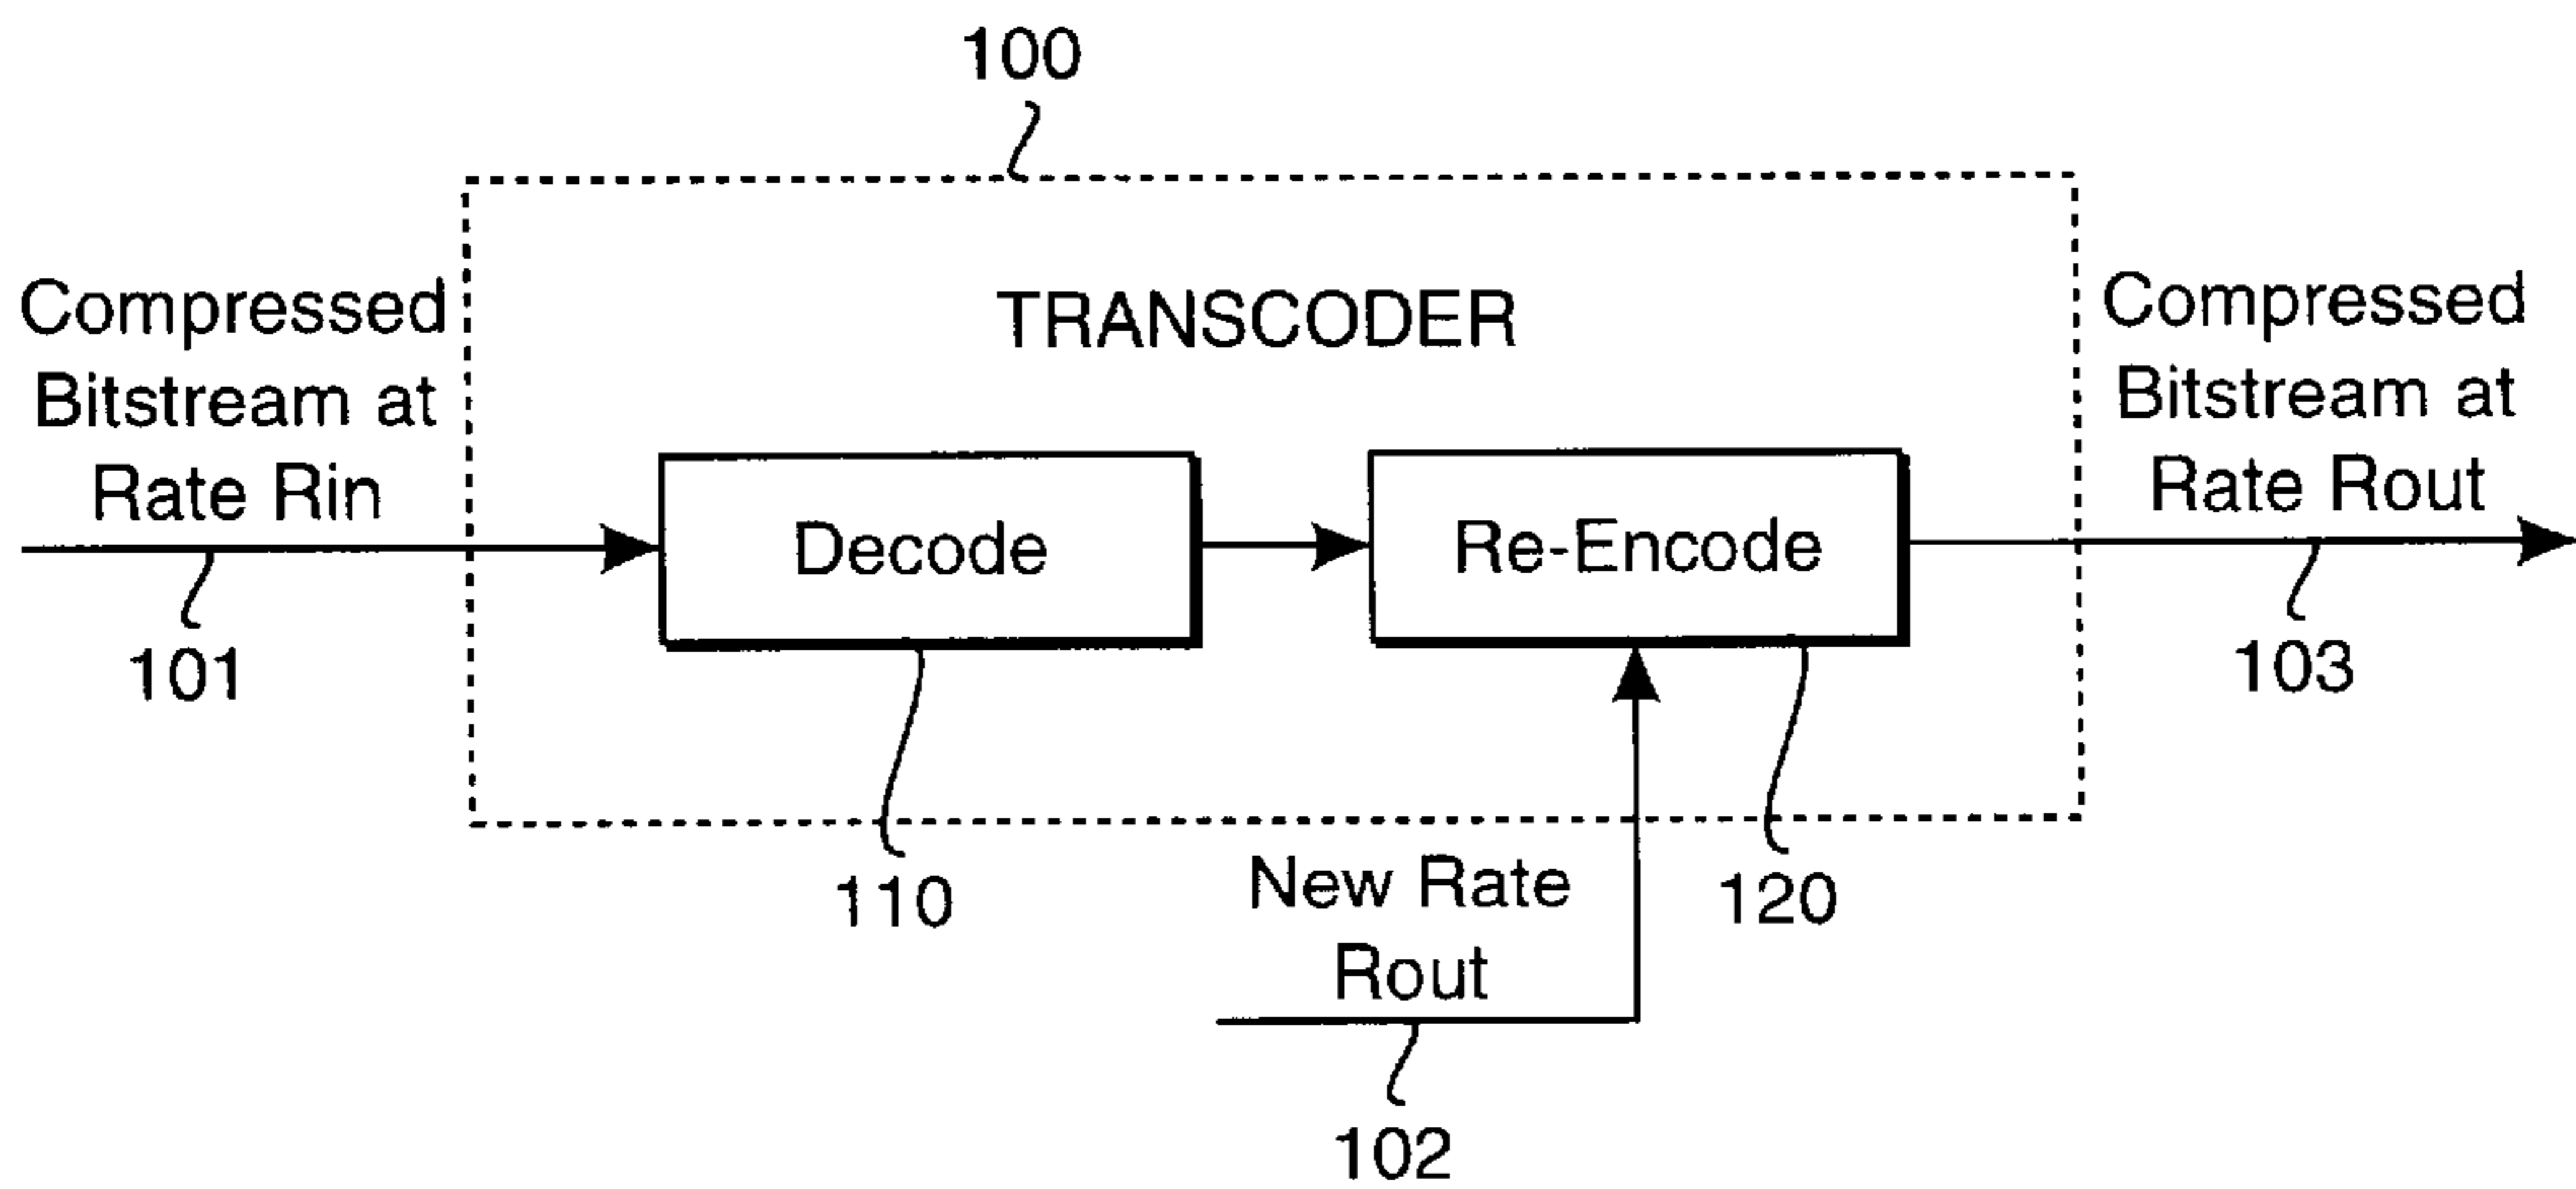 100
TRANSCODER
Compressed
Bitstream at
Rate Rin
101
Decode
110
Re-Encode
120
New Rate
Rout
102
Compressed
Bitstream at
Rate Rout
103